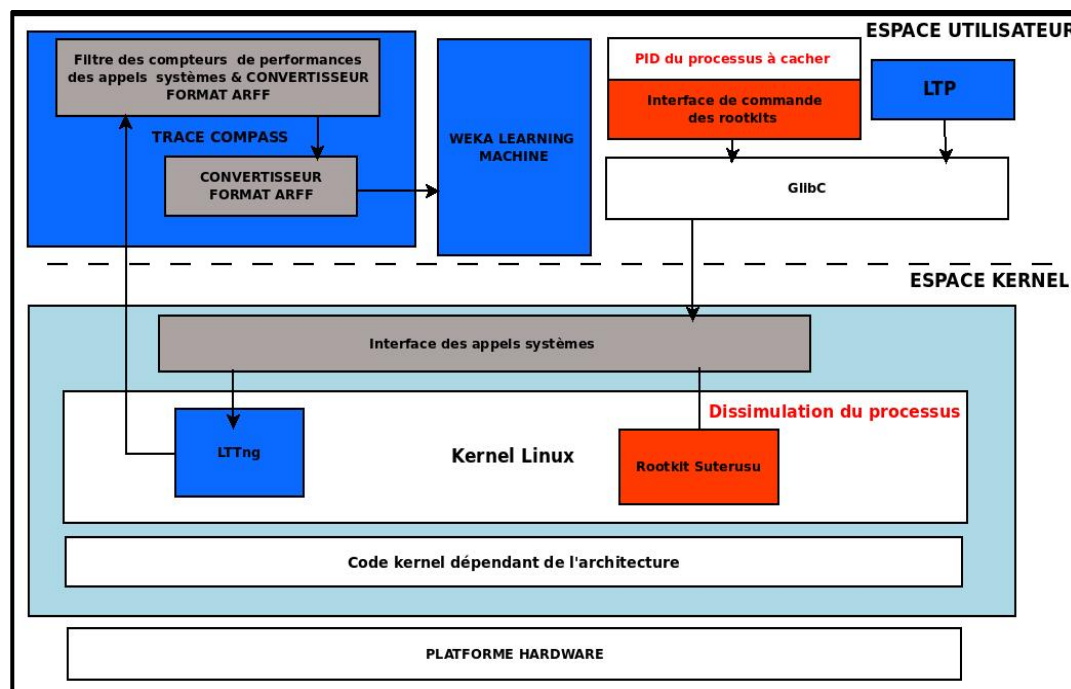 ESPACE UTILISATEUR
Filtre des compteurs de performances
des appels systèmes & CONVERTISSEUR
FORMAT ARFF
TRACE COMPASS
CONVERTISSEUR
FORMAT ARFF
WEKA LEARNING
MACHINE
PID du processus à cacher
Interface de commande
des rootkits
LTP
GlibC
ESPACE KERNEL
Interface des appels systèmes
Dissimulation du processus
LTTng
Kernel Linux
Rootkit Suterusu
Code kernel dépendant de l'architecture
PLATFORME HARDWARE